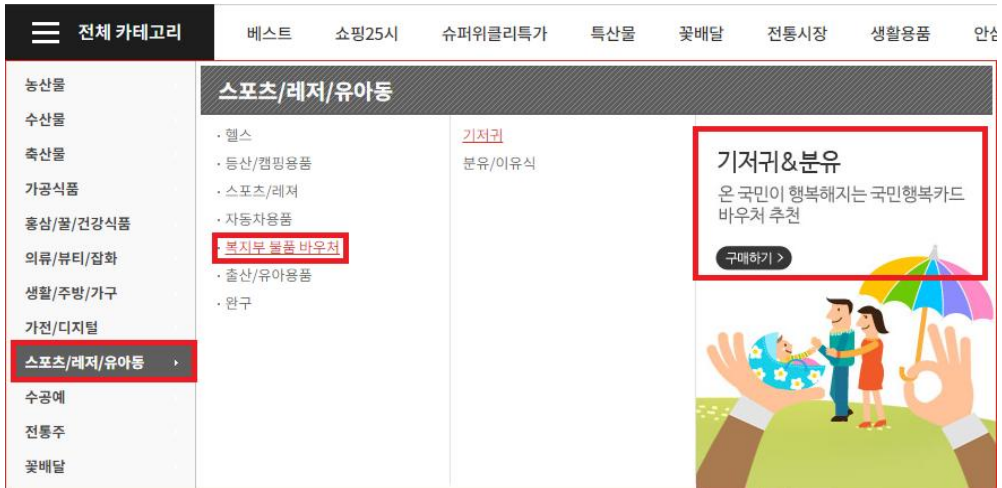 전체 카테고리
베스트
쇼핑25시
슈퍼위클리특가
특산물
꽃배달
전통시장
생활용품
농산물
수산물
축산물
가공식품
홍삼/꿀/건강식품
의류/뷰티/잡화
생활/주방/가구
가전/디지털
스포츠/레저/유아동
수공예
전통주
꽃배달
스포츠/레저/유아동
· 헬스
· 등산/캠핑용품
· 스포츠/레져
· 자동차용품
· 복지부 물품 바우처
· 출산/유아용품
· 완구
기저귀
분유/이유식
기저귀&분유
온 국민이 행복해지는 국민행복카드
바우처 추천
구매하기 >